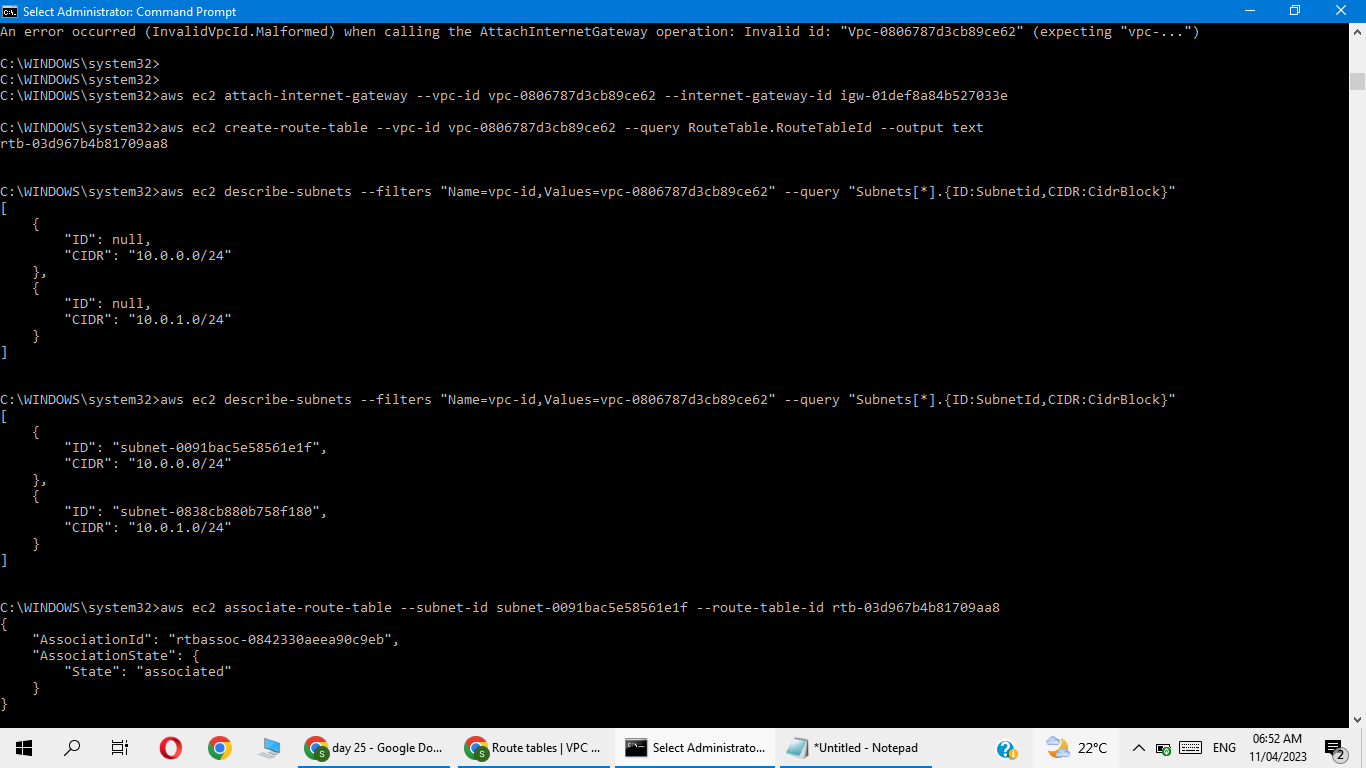 Select Administrator: Command Prompt
An error occurred (InvalidVpcId.Malformed) when calling the AttachInternetGateway operation: Invalid id: "Vpc-0806787d3cb89ce62" (expecting "vpc-...")
C:\WINDOWS\system32>
C:\WINDOWS\system32>
C:\WINDOWS\system32>aws ec2 attach-internet-gateway --vpc-id vpc-0806787d3cb89ce62 --internet-gateway-id igw-01def8a84b527033e
C:\WINDOWS\system32>aws ec2 create-route-table --vpc-id vpc-0806787d3cb89ce62 --query RouteTable.RouteTableId --output text
rtb-03d967b4b81709aa8
C:\WINDOWS\system32>aws ec2 describe-subnets --filters "Name=vpc-id,Values=vpc-0806787d3cb89ce62" --query "Subnets[*].{ID:Subnetid,CIDR:CidrBlock}"
[
    {
        "ID": null,
        "CIDR": "10.0.0.0/24"
    },
    {
        "ID": null,
        "CIDR": "10.0.1.0/24"
    }
]
C:\WINDOWS\system32>aws ec2 describe-subnets --filters "Name=vpc-id,Values=vpc-0806787d3cb89ce62" --query "Subnets[*].{ID:SubnetId,CIDR:CidrBlock}"
[
    {
        "ID": "subnet-0091bac5e58561e1f",
        "CIDR": "10.0.0.0/24"
    },
    {
        "ID": "subnet-0838cb880b758f180",
        "CIDR": "10.0.1.0/24"
    }
]
C:\WINDOWS\system32>aws ec2 associate-route-table --subnet-id subnet-0091bac5e58561e1f --route-table-id rtb-03d967b4b81709aa8
{
    "AssociationId": "rtbassoc-0842330aeea90c9eb",
    "AssociationState": {
        "State": "associated"
    }
}
day 25 - Google Do...
Route tables | VPC ...
Select Administrato...
*Untitled - Notepad
22°C
ENG
06:52 AM
11/04/2023
2